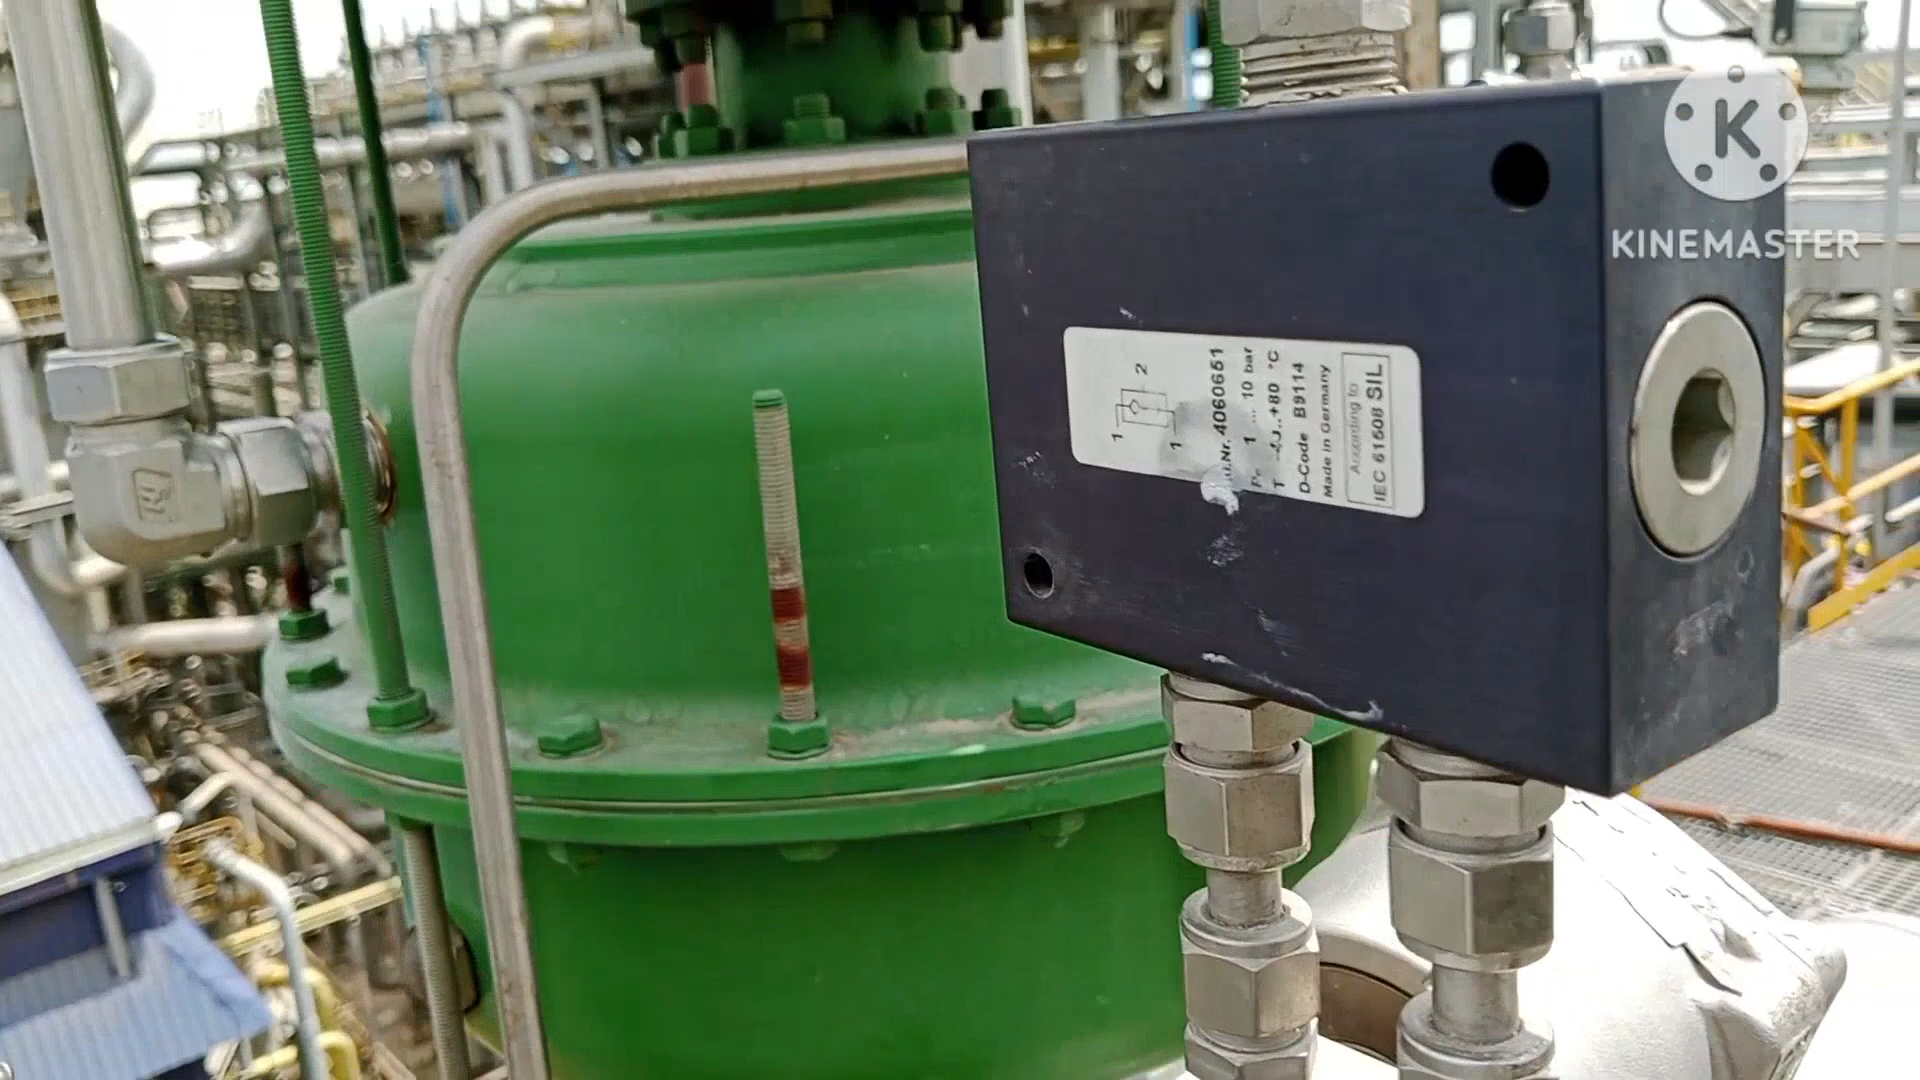 K
KINEMASTER
1
2
1
.Nr. 4060651
1 ... 10 bar
T ..+80 °C
D-Code B9114
Made in Germany
According to
IEC 61508 SIL